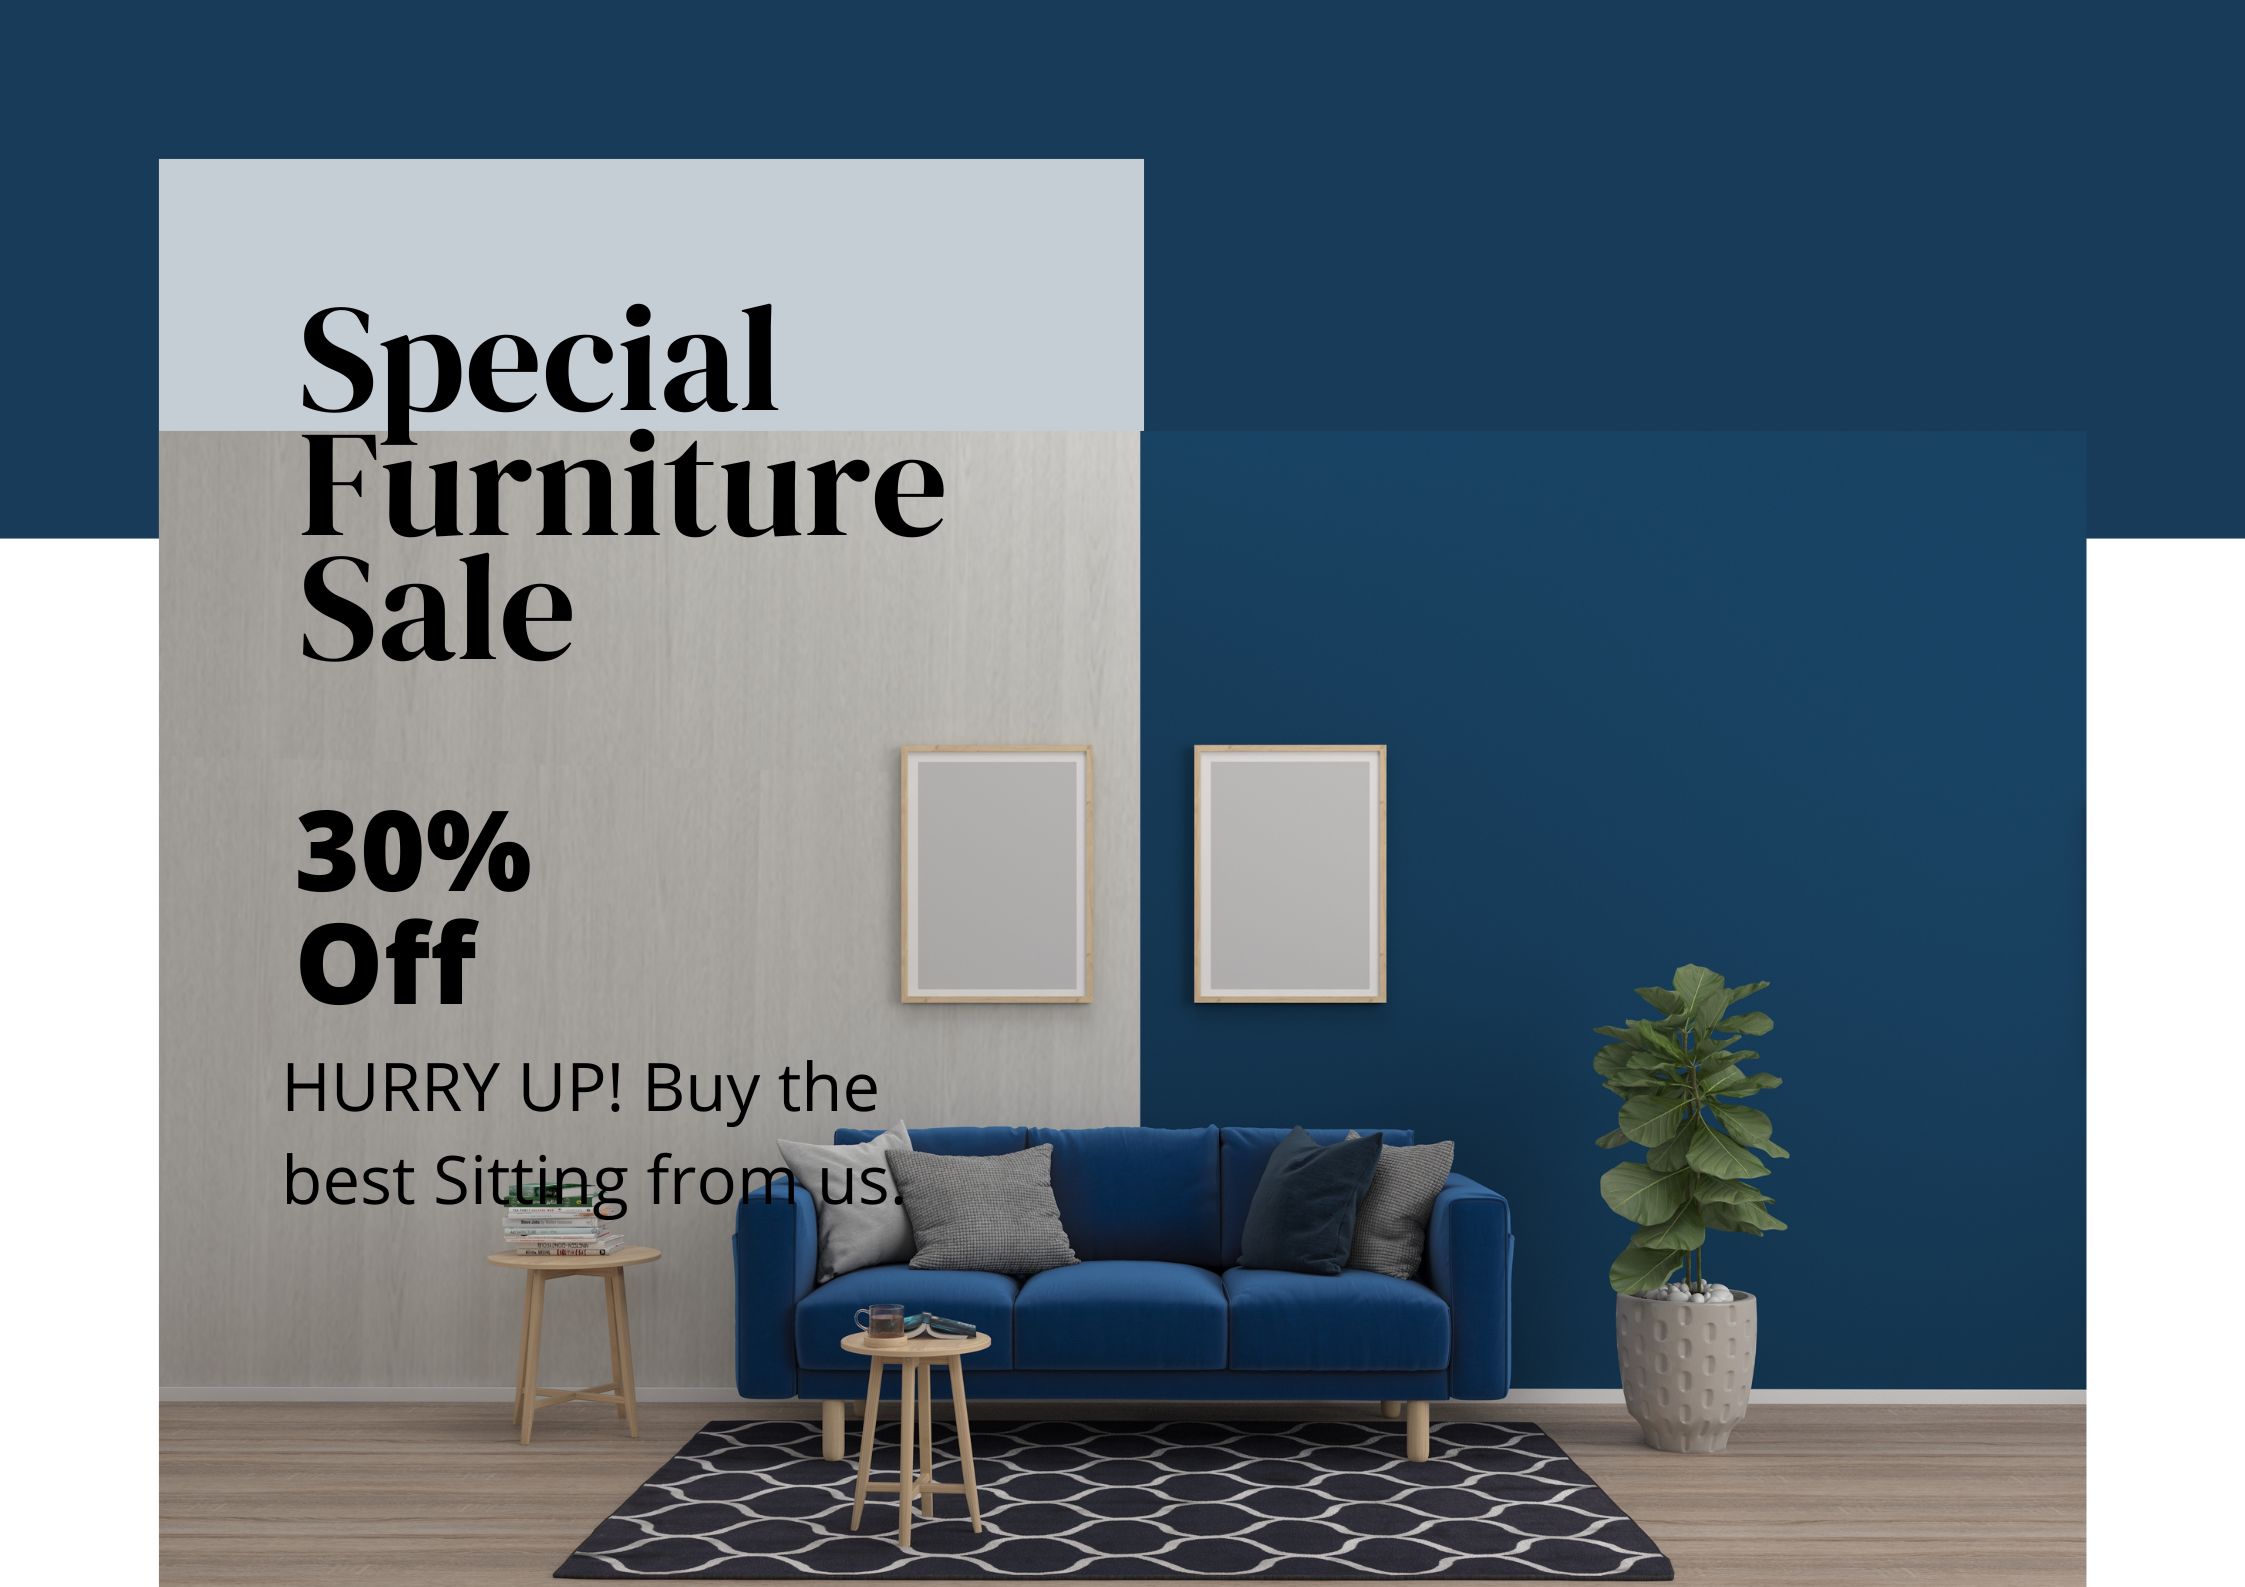 Special
Furniture
Sale
30%
Off
HURRY UP! Buy the
best Sitting from us.